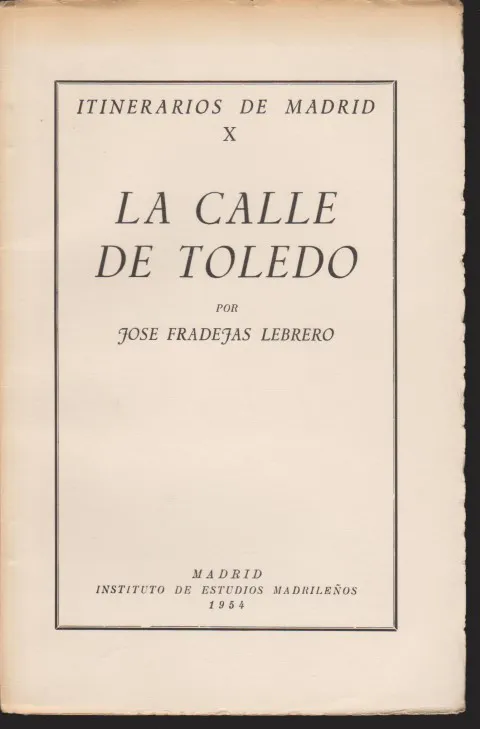 ITINERARIOS DE MADRID
X
LA CALLE
DE TOLEDO
POR
JOSE FRADEJAS LEBRERO
MADRID
INSTITUTO DE ESTUDIOS MADRILEÑOS
1954